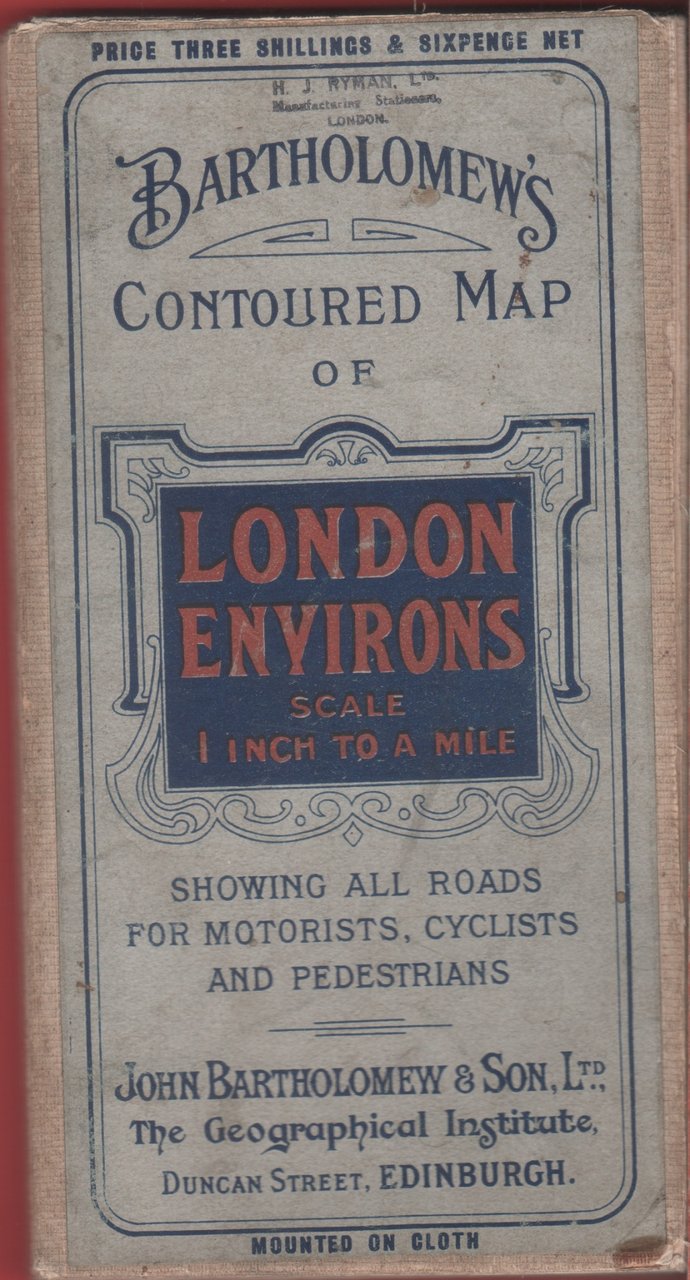 PRICE THREE SHILLINGS & SIXPENCE NET
H. J. RYMAN, LTD.
Manufacturing Stationers,
LONDON.
BARTHOLOMEW'S
CONTOURED MAP
OF
LONDON
ENVIRONS
SCALE
1 INCH TO A MILE
SHOWING ALL ROADS
FOR MOTORISTS, CYCLISTS
AND PEDESTRIANS
JOHN BARTHOLOMEW & SON, LTD.,
The Geographical Institute,
DUNCAN STREET, EDINBURGH.
MOUNTED ON CLOTH